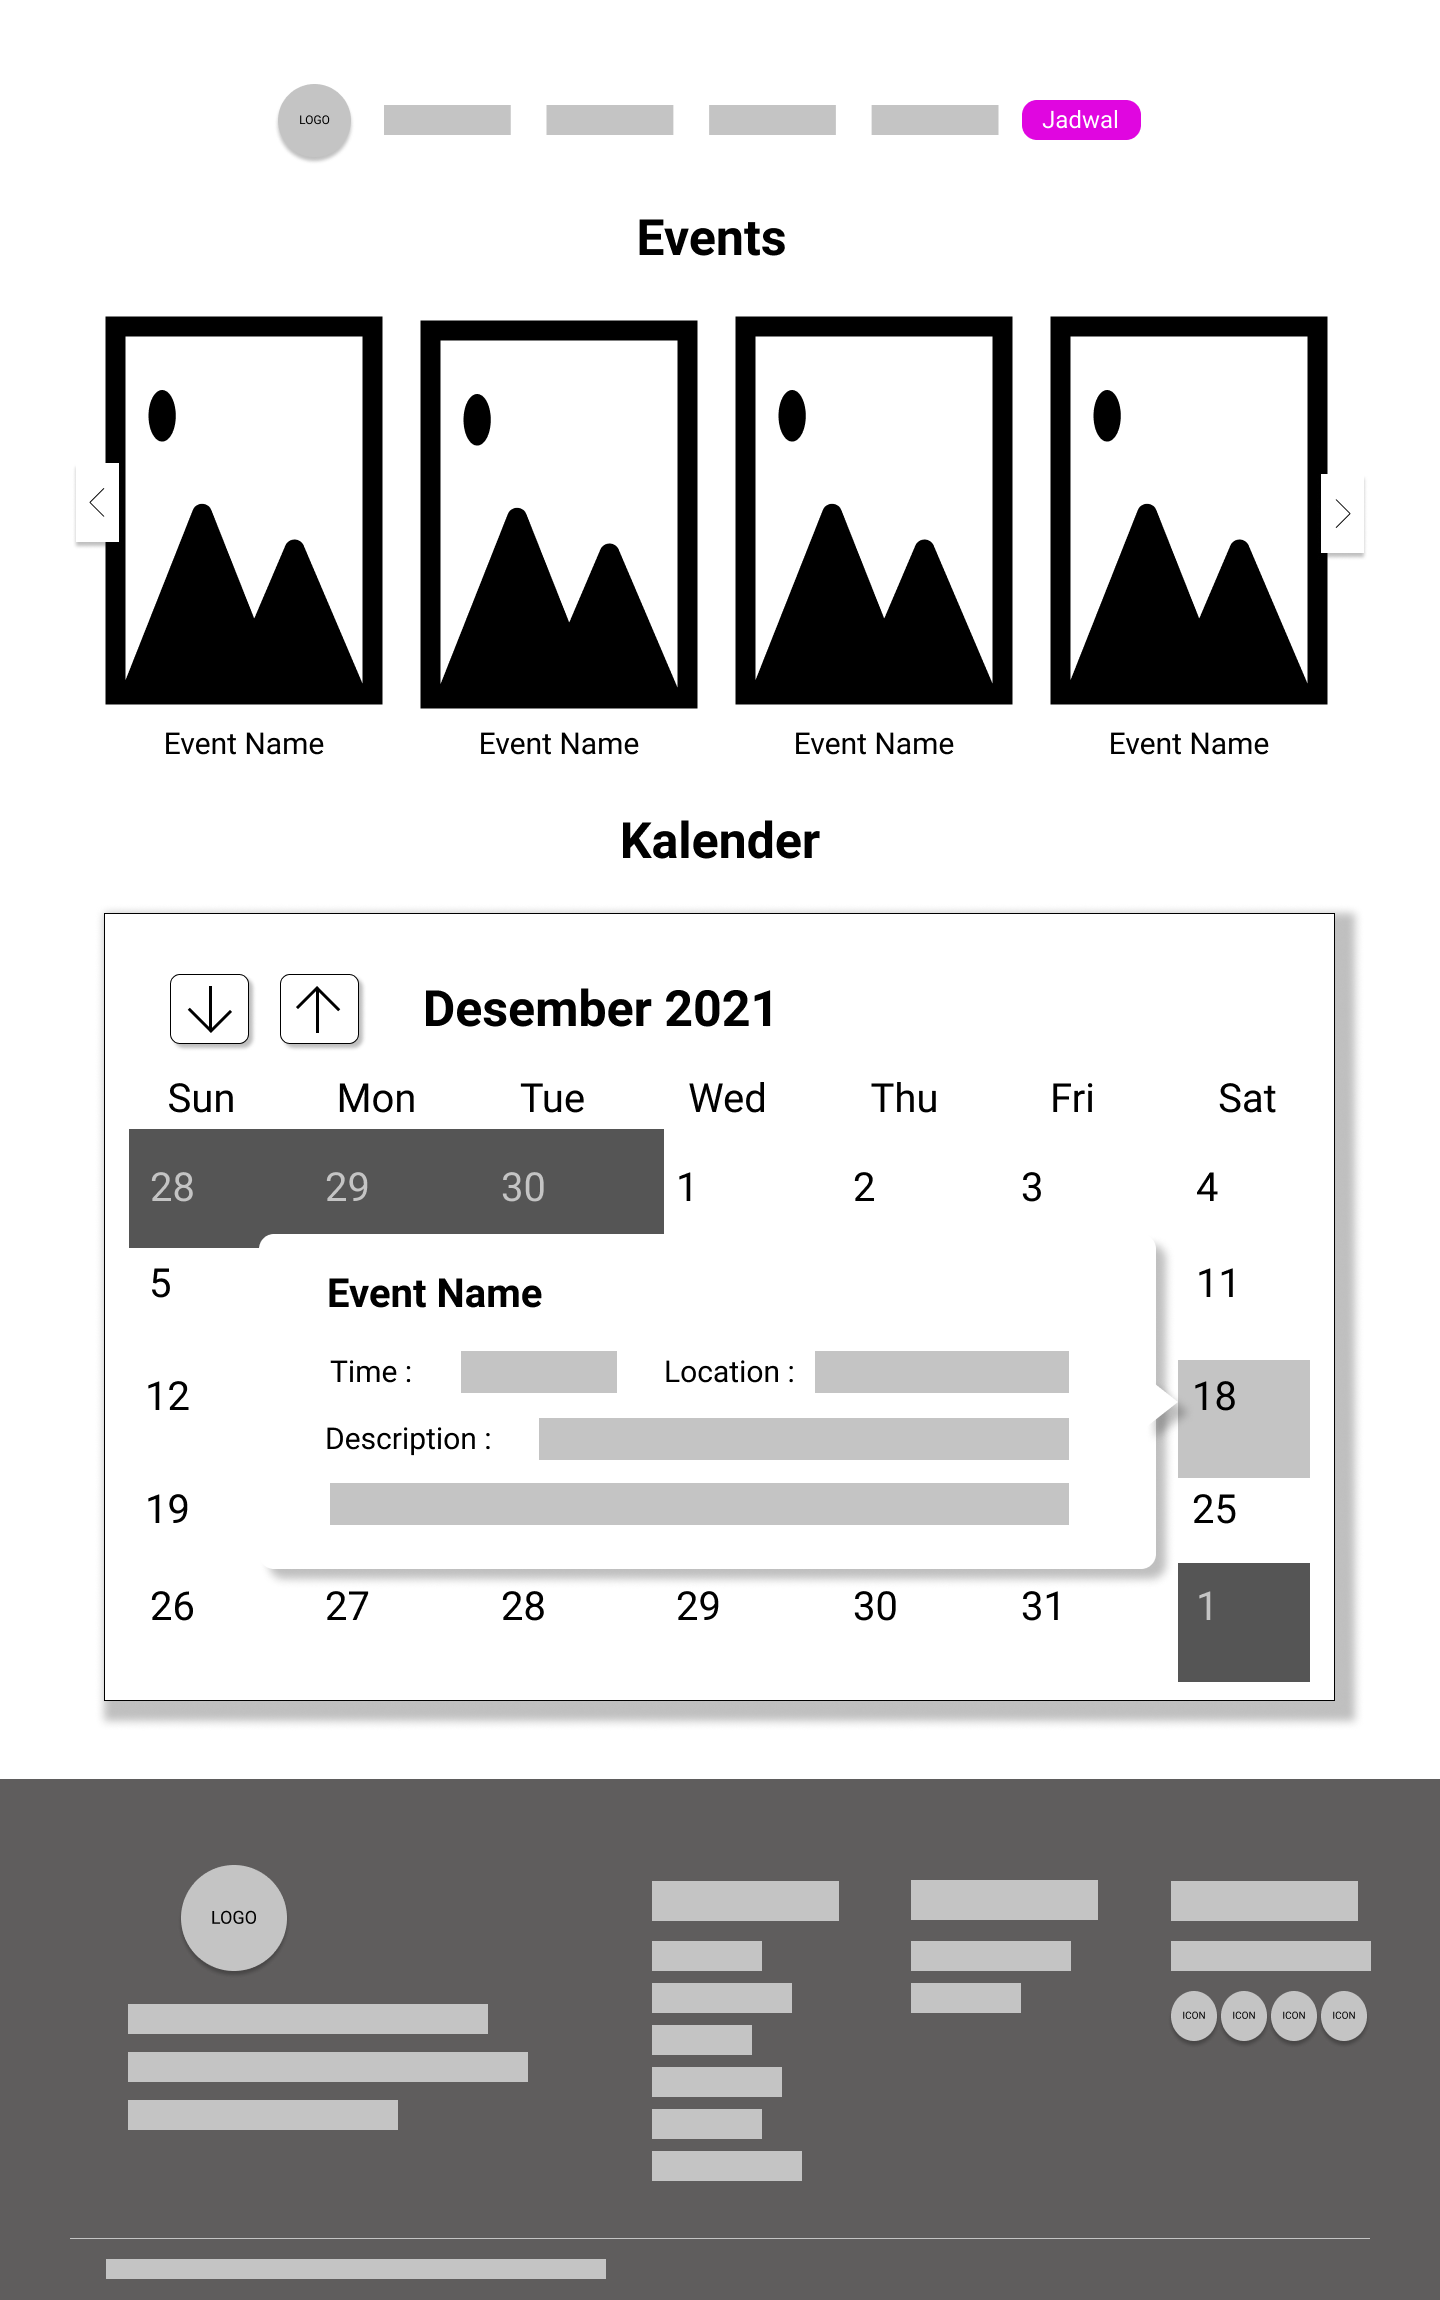 LOGO Jadwal
Events
Event Name Event Name Event Name Event Name
Kalender
Desember 2021
Sun Mon Tue Wed Thu Fri Sat
28 29 30 1 2 3 4
5 11
Event Name
Time : Location :
12 18
Description :
19 25
26 27 28 29 30 31 1
LOGO
ICON ICON ICON ICON